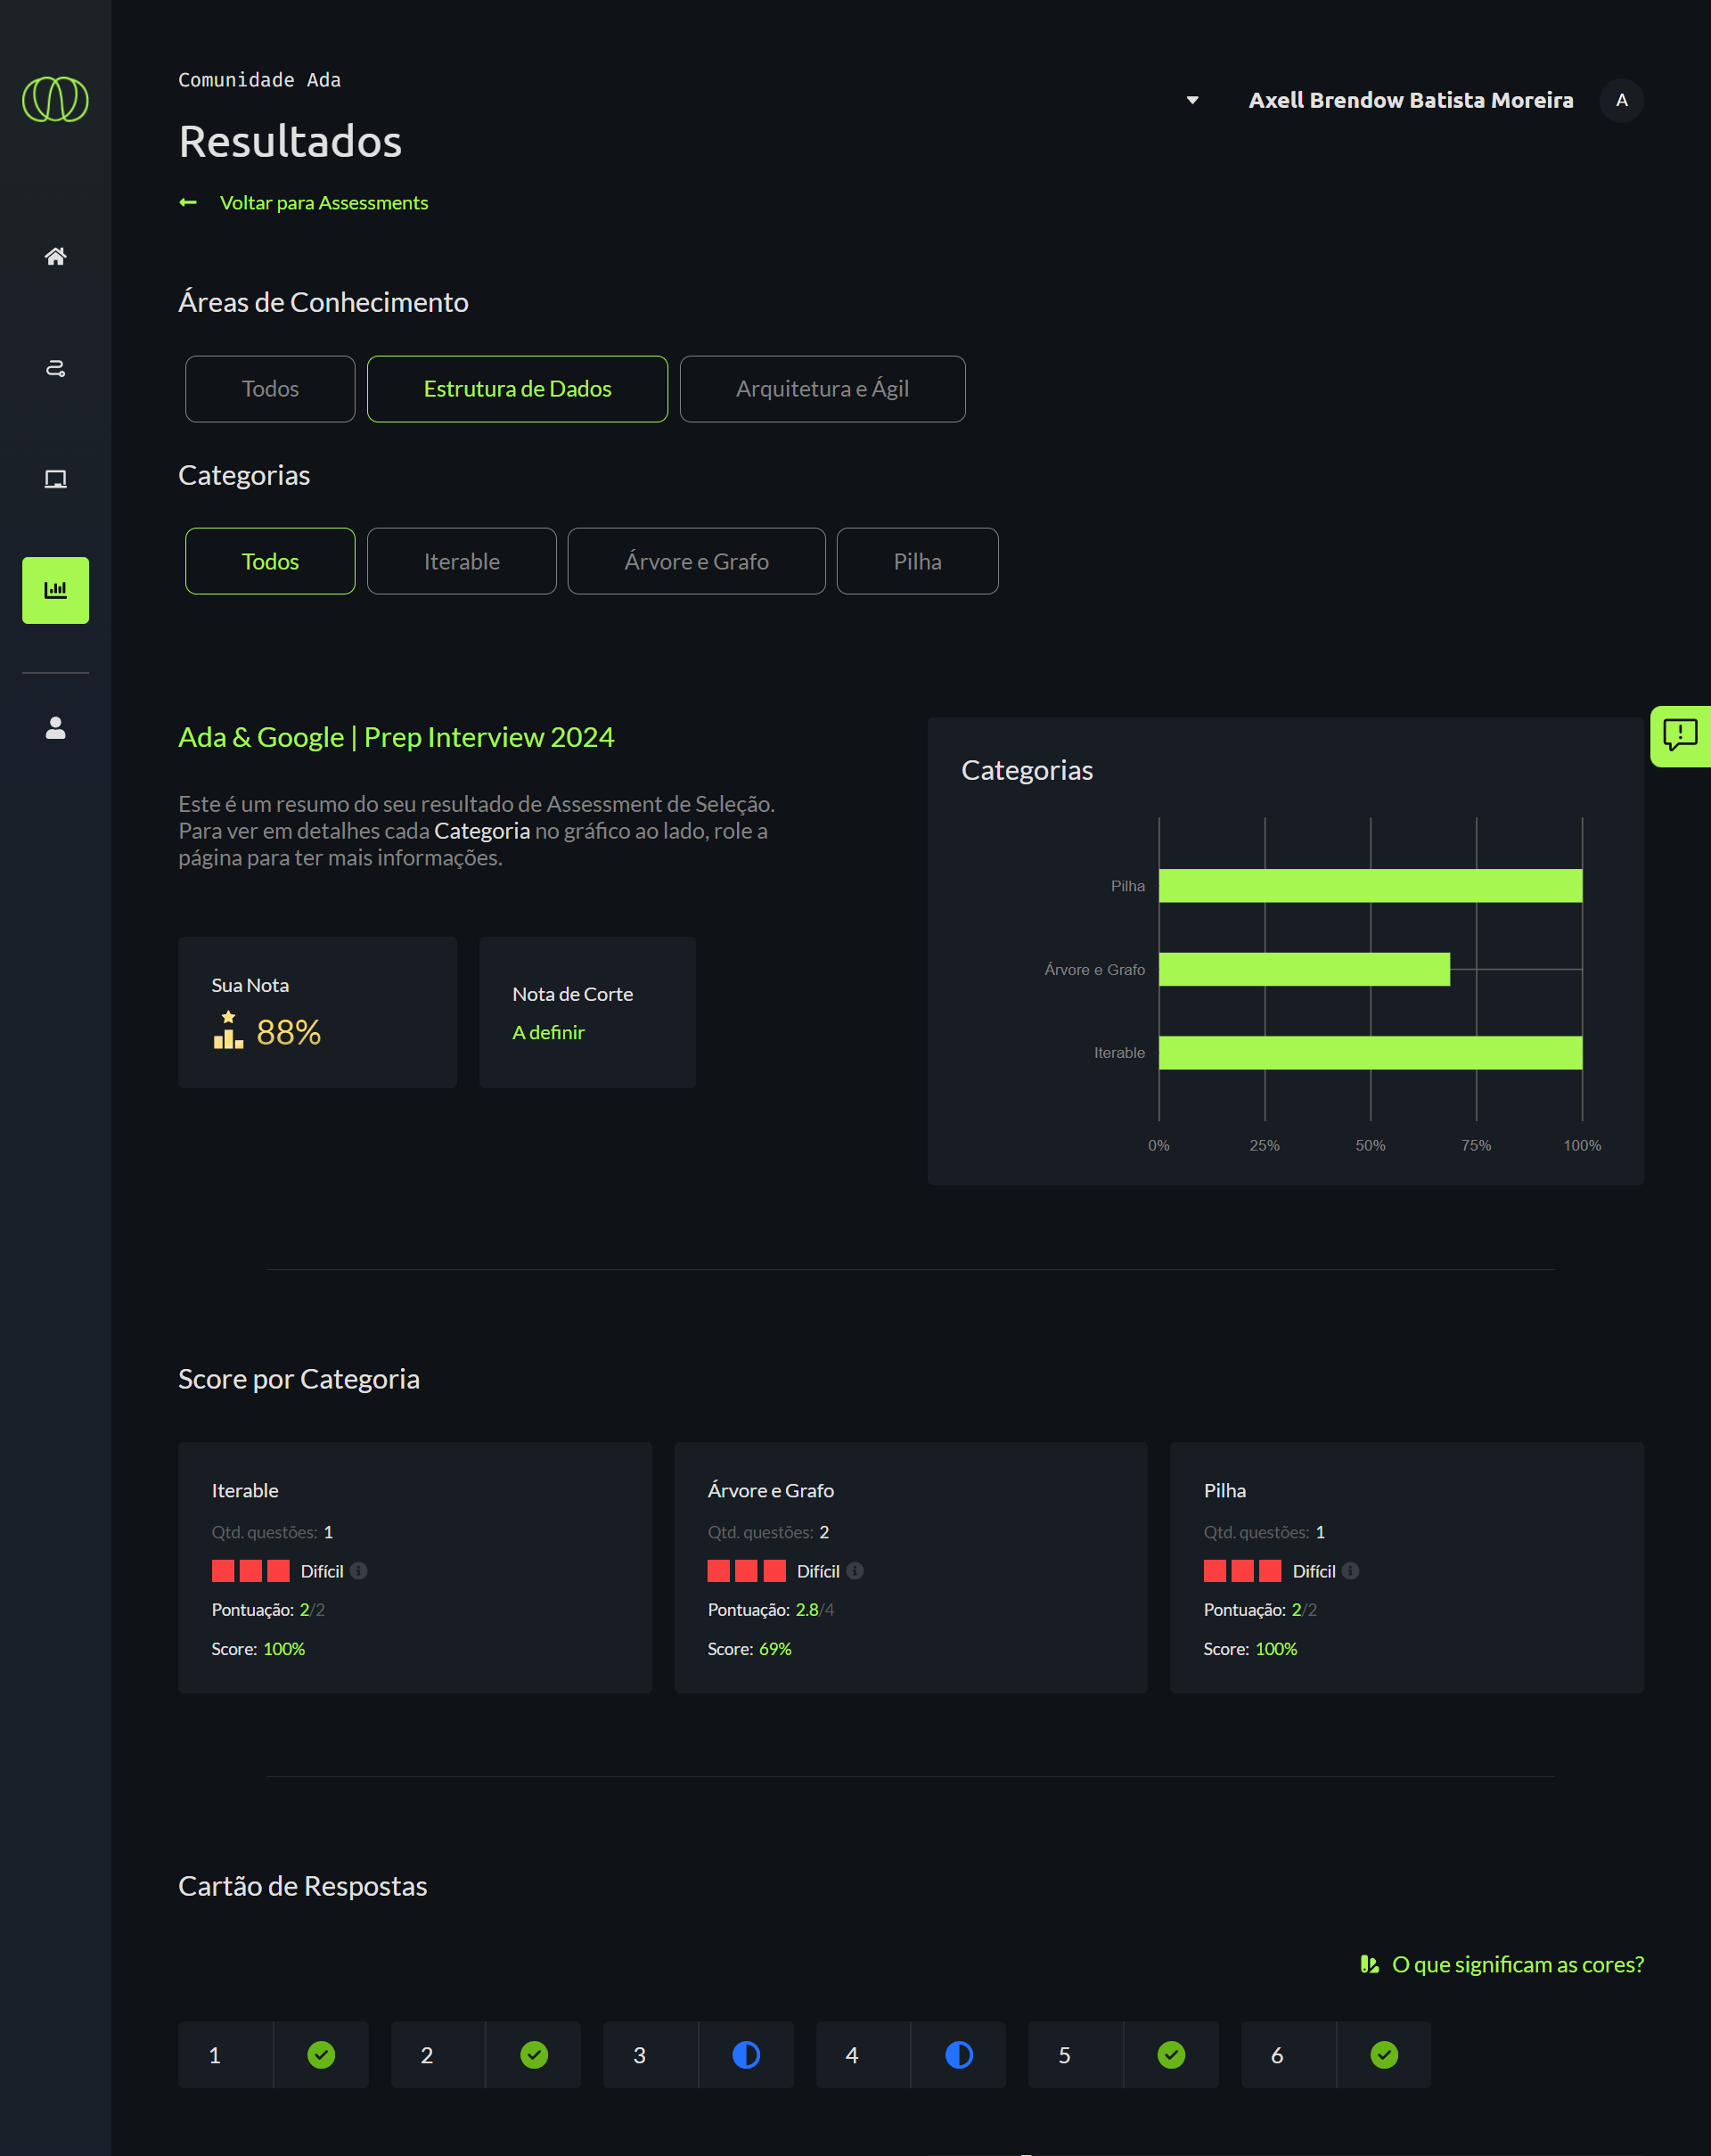 Comunidade Ada
Axell Brendow Batista Moreira
A
Resultados
Voltar para Assessments
Áreas de Conhecimento
Todos
Estrutura de Dados
Arquitetura e Ágil
Categorias
Todos
Iterable
Árvore e Grafo
Pilha
Ada & Google | Prep Interview 2024
Este é um resumo do seu resultado de Assessment de Seleção.
Para ver em detalhes cada Categoria no gráfico ao lado, role a
página para ter mais informações.
Sua Nota
88%
Nota de Corte
A definir
Categorias
Pilha
Árvore e Grafo
Iterable
0% 25% 50% 75% 100%
Score por Categoria
Iterable
Qtd. questões: 1
Difícil
Pontuação: 2/2
Score: 100%
Árvore e Grafo
Qtd. questões: 2
Difícil
Pontuação: 2.8/4
Score: 69%
Pilha
Qtd. questões: 1
Difícil
Pontuação: 2/2
Score: 100%
Cartão de Respostas
O que significam as cores?
1
2
3
4
5
6